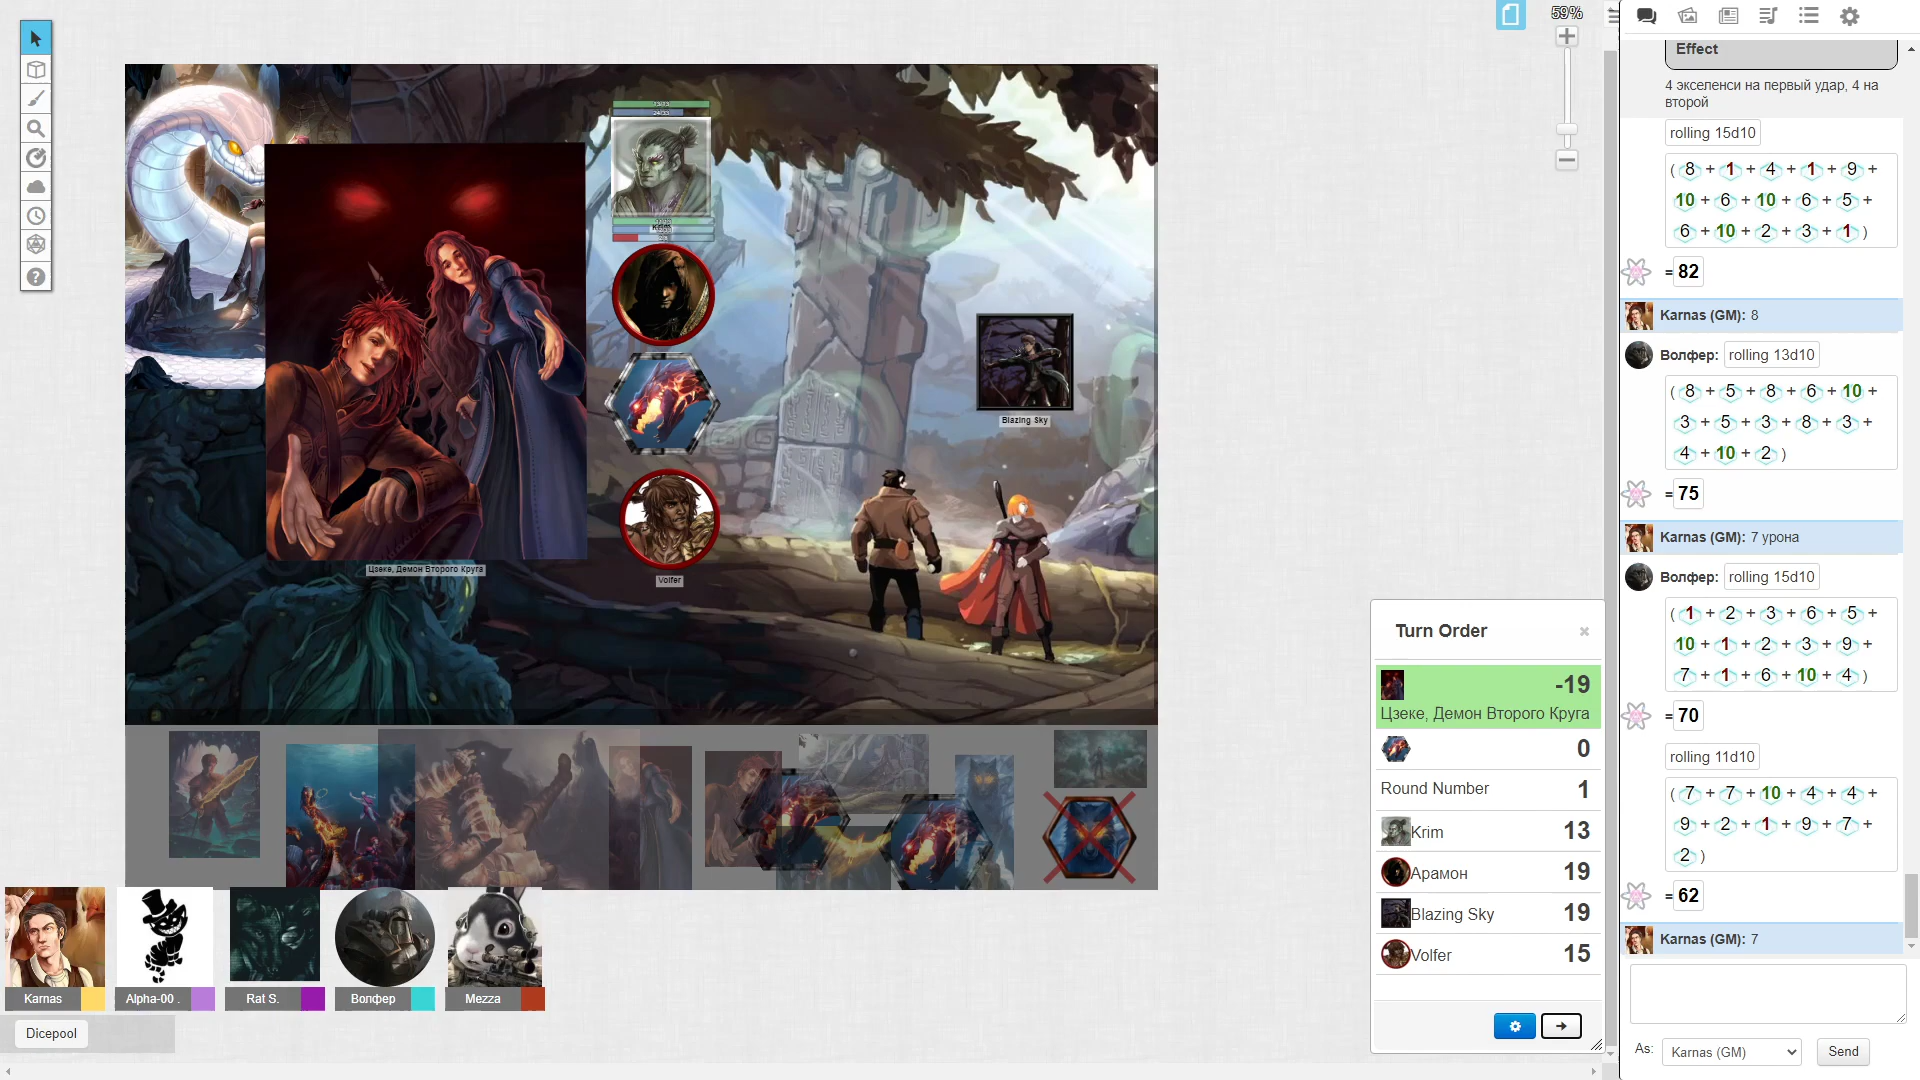 59%
Effect
4 экселенси на первый удар, 4 на
второй
rolling 15d10
( 8 + 1 + 4 + 1 + 9 +
10 + 6 + 10 + 6 + 5 +
6 + 10 + 2 + 3 + 1 )
= 82
Karnas (GM): 8
Волфер: rolling 13d10
( 8 + 5 + 8 + 6 + 10 +
3 + 5 + 3 + 8 + 3 +
4 + 10 + 2 )
= 75
Karnas (GM): 7 урона
Волфер: rolling 15d10
( 1 + 2 + 3 + 6 + 5 +
10 + 1 + 2 + 3 + 9 +
7 + 1 + 6 + 10 + 4 )
= 70
rolling 11d10
( 7 + 7 + 10 + 4 + 4 +
9 + 2 + 1 + 9 + 7 +
2 )
= 62
Karnas (GM): 7
As: Karnas (GM)
Send
13/13
Blazing Sky
Цзеке, Демон Второго Круга
Volfer
Turn Order
×
-19
Цзеке, Демон Второго Круга
0
Round Number 1
Krim 13
Арамон 19
Blazing Sky 19
Volfer 15
Karnas
Alpha-00 .
Rat S.
Волфер
Mezza
Dicepool